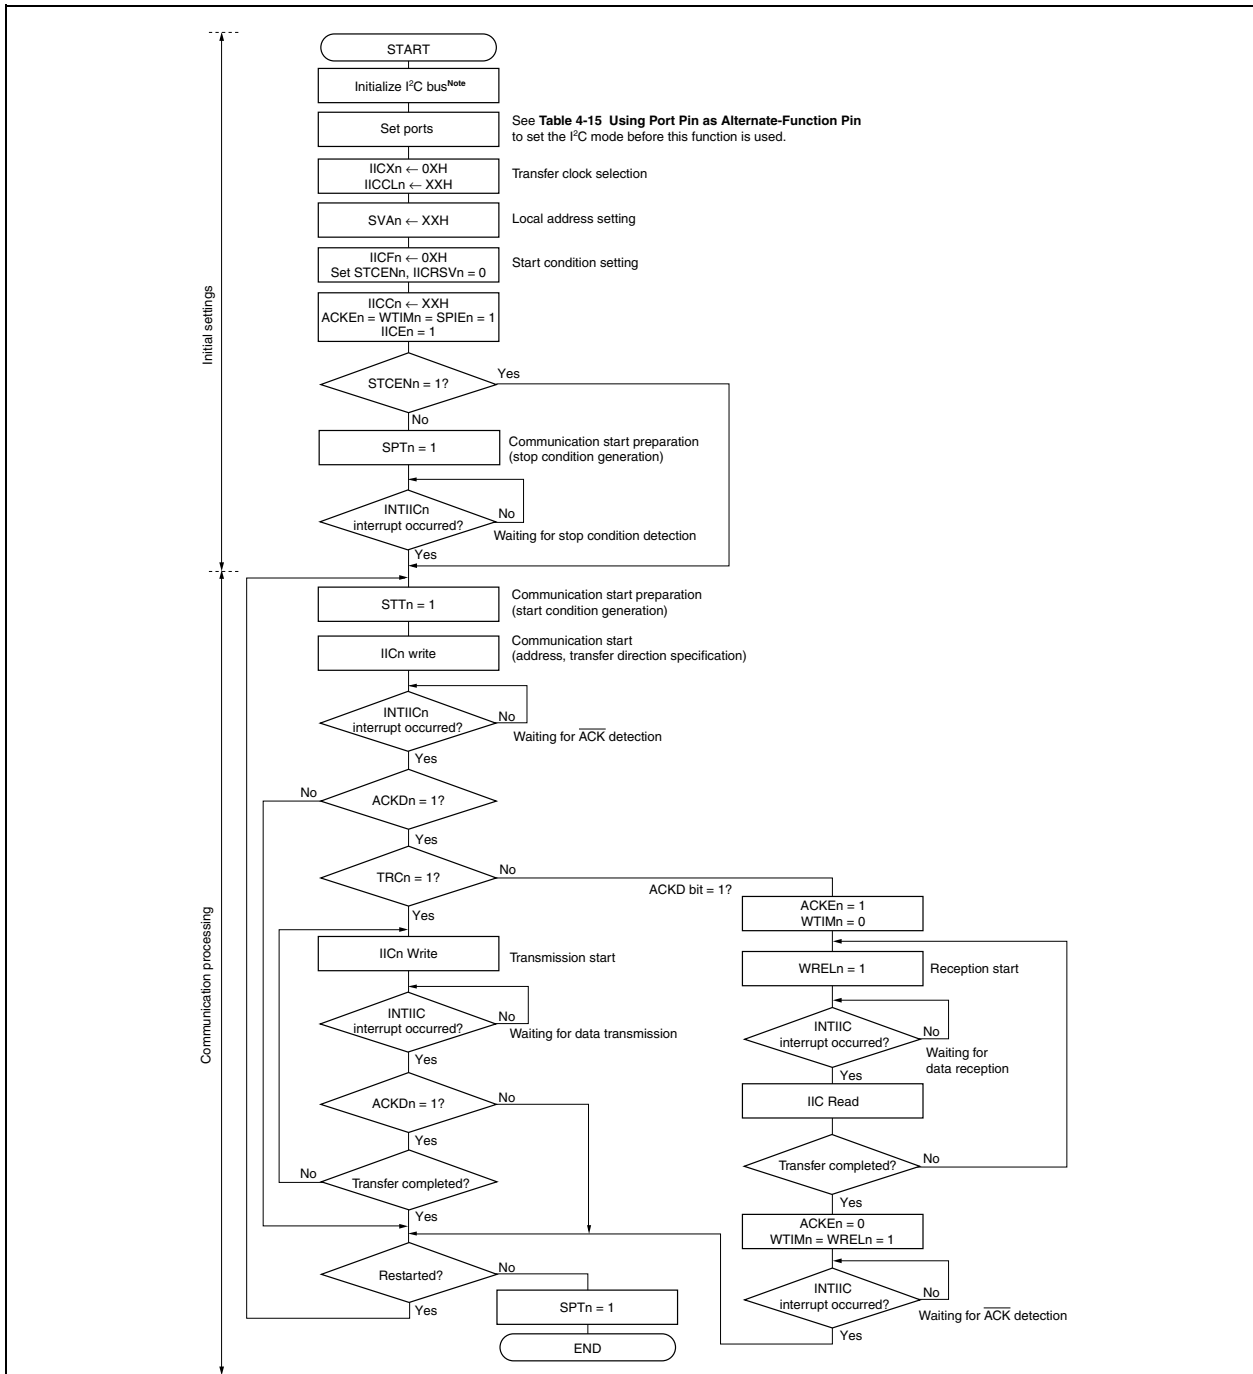 START
Initialize I²C busNote
Set ports
See Table 4-15 Using Port Pin as Alternate-Function Pin
to set the I²C mode before this function is used.
IICXn ← 0XH
IICCLn ← XXH
Transfer clock selection
SVAn ← XXH
Local address setting
IICFn ← 0XH
Set STCENn, IICRSVn = 0
Start condition setting
IICCn ← XXH
ACKEn = WTIMn = SPIEn = 1
IICEn = 1
Initial settings
STCENn = 1?
Yes
No
SPTn = 1
Communication start preparation
(stop condition generation)
INTIICn
interrupt occurred?
No
Waiting for stop condition detection
Yes
STTn = 1
Communication start preparation
(start condition generation)
IICn write
Communication start
(address, transfer direction specification)
INTIICn
interrupt occurred?
No
Waiting for ACK detection
Yes
No
ACKDn = 1?
Yes
TRCn = 1?
No
ACKD bit = 1?
Yes
Communication processing
IICn Write
Transmission start
INTIIC
interrupt occurred?
No
Waiting for data transmission
Yes
ACKDn = 1?
No
Yes
No
Transfer completed?
Yes
Restarted?
No
Yes
SPTn = 1
END
ACKEn = 1
WTIMn = 0
WRELn = 1
Reception start
INTIIC
interrupt occurred?
No
Waiting for
data reception
Yes
IIC Read
Transfer completed?
No
Yes
ACKEn = 0
WTIMn = WRELn = 1
INTIIC
interrupt occurred?
No
Waiting for ACK detection
Yes